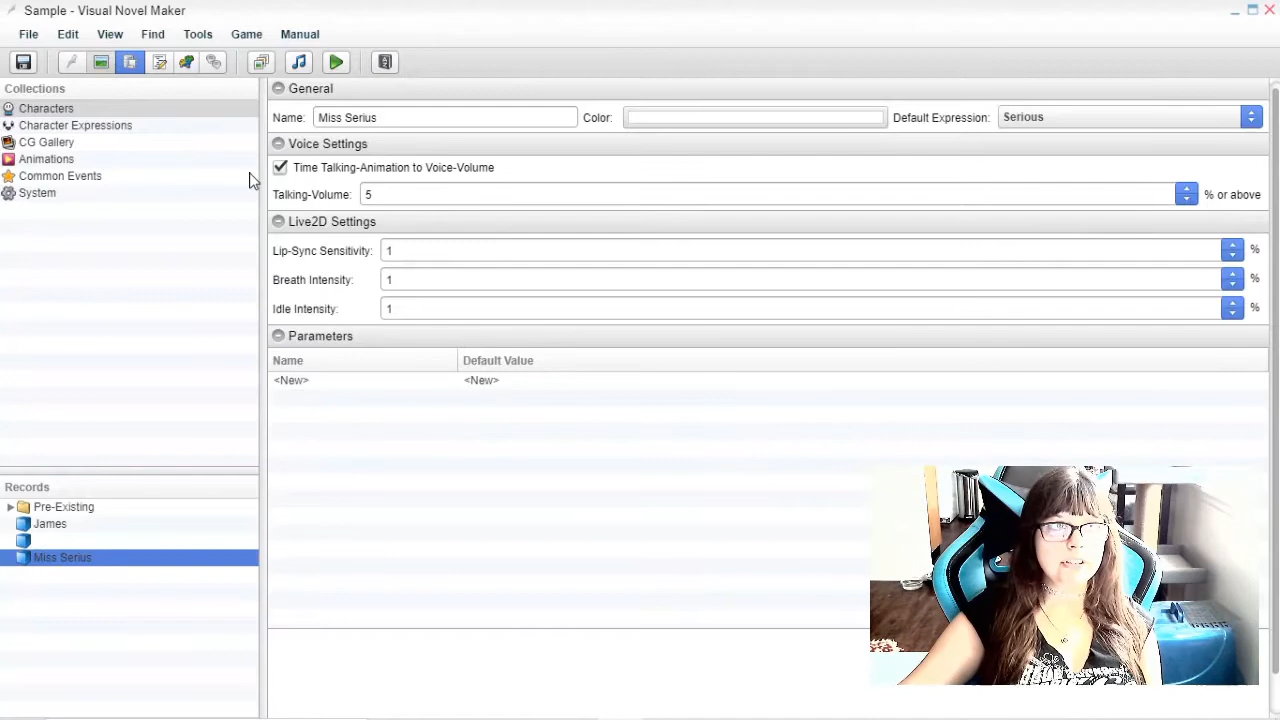 Sample - Visual Novel Maker
File Edit View Find Tools Game Manual
Collections
Characters
Character Expressions
CG Gallery
Animations
Common Events
System
Records
Pre-Existing
James
Miss Serius
General
Name: Miss Serius Color: Default Expression: Serious
Voice Settings
Time Talking-Animation to Voice-Volume
Talking-Volume: 5 % or above
Live2D Settings
Lip-Sync Sensitivity: 1 %
Breath Intensity: 1 %
Idle Intensity: 1 %
Parameters
Name Default Value
<New> <New>